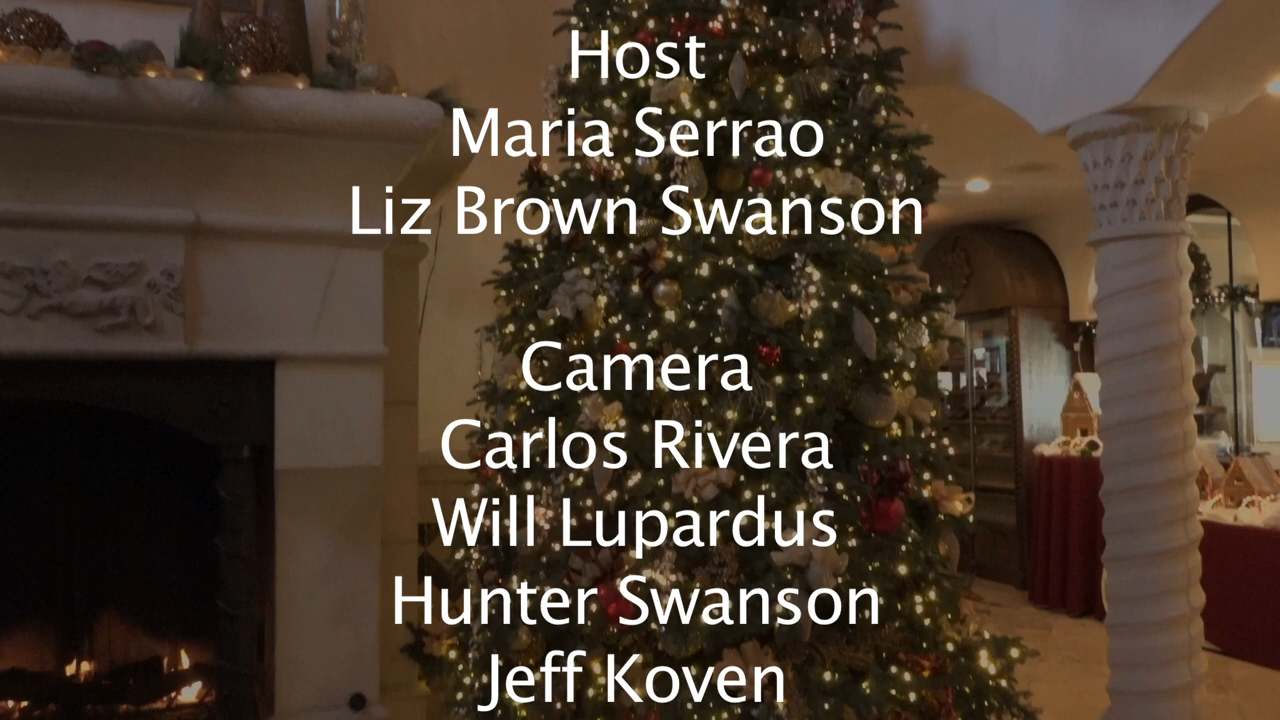 Host
Maria Serrao
Liz Brown Swanson
Camera
Carlos Rivera
Will Lupardus
Hunter Swanson
Jeff Koven